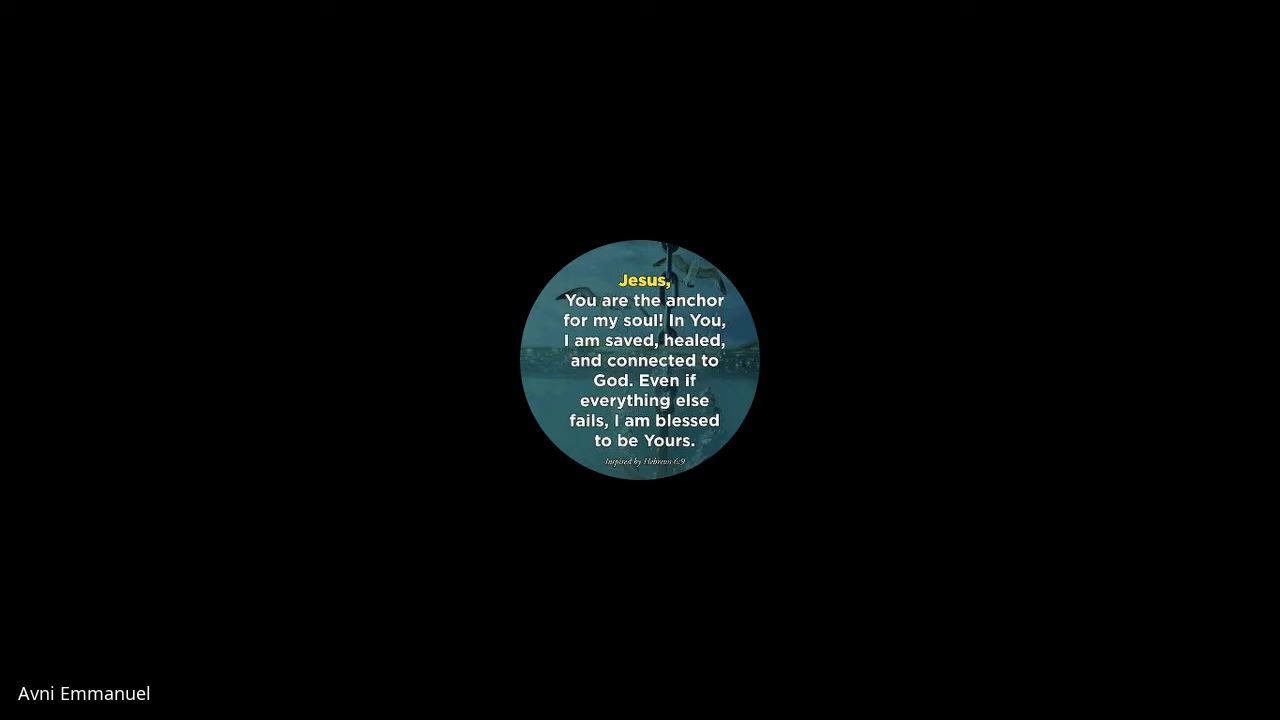 Jesus,
You are the anchor
for my soul! In You,
I am saved, healed,
and connected to
God. Even if
everything else
fails, I am blessed
to be Yours.
Inspired by Hebrews 6:9
Avni Emmanuel